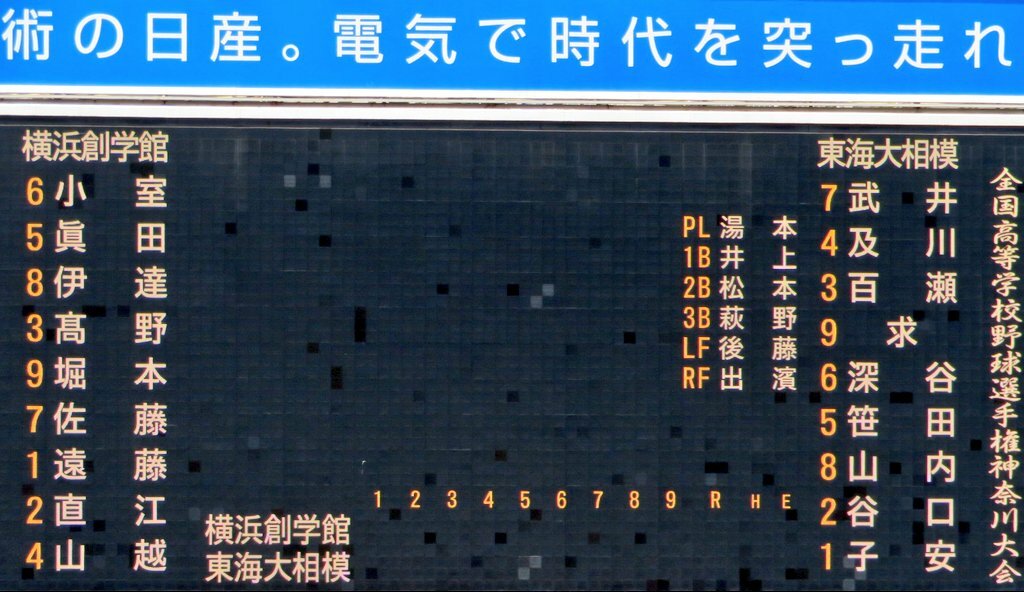 術の日産。電気で時代を突っ走れ
横浜創学館
6 小室
5 眞田
8 伊達
3 髙野
9 堀本
7 佐藤
1 遠藤
2 直江
4 山越
PL 湯本
1B 井上
2B 松本
3B 萩野
LF 後藤
RF 出濱
東海大相模
7 武井
4 及川
3 百瀬
9 求
6 深谷
5 笹田
8 山内
2 谷口
1 子安
全国高等学校野球選手権神奈川大会
1 2 3 4 5 6 7 8 9 R H E
横浜創学館
東海大相模